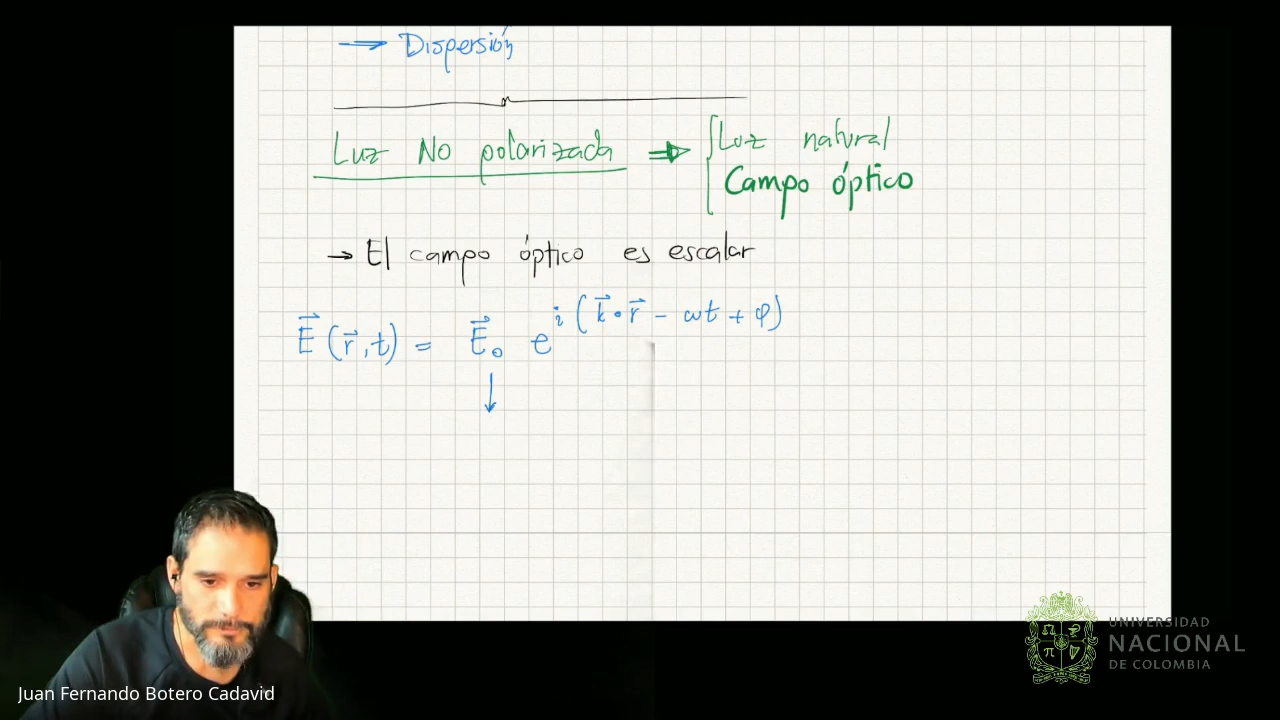 → Dispersión
Luz No polarizada ⇒ { Luz natural
Campo óptico
→ El campo óptico es escalar
E⃗(r⃗,t) = E⃗₀ e^{i(k⃗•r⃗ - ωt + φ)}
↓
UNIVERSIDAD
NACIONAL
DE COLOMBIA
Juan Fernando Botero Cadavid